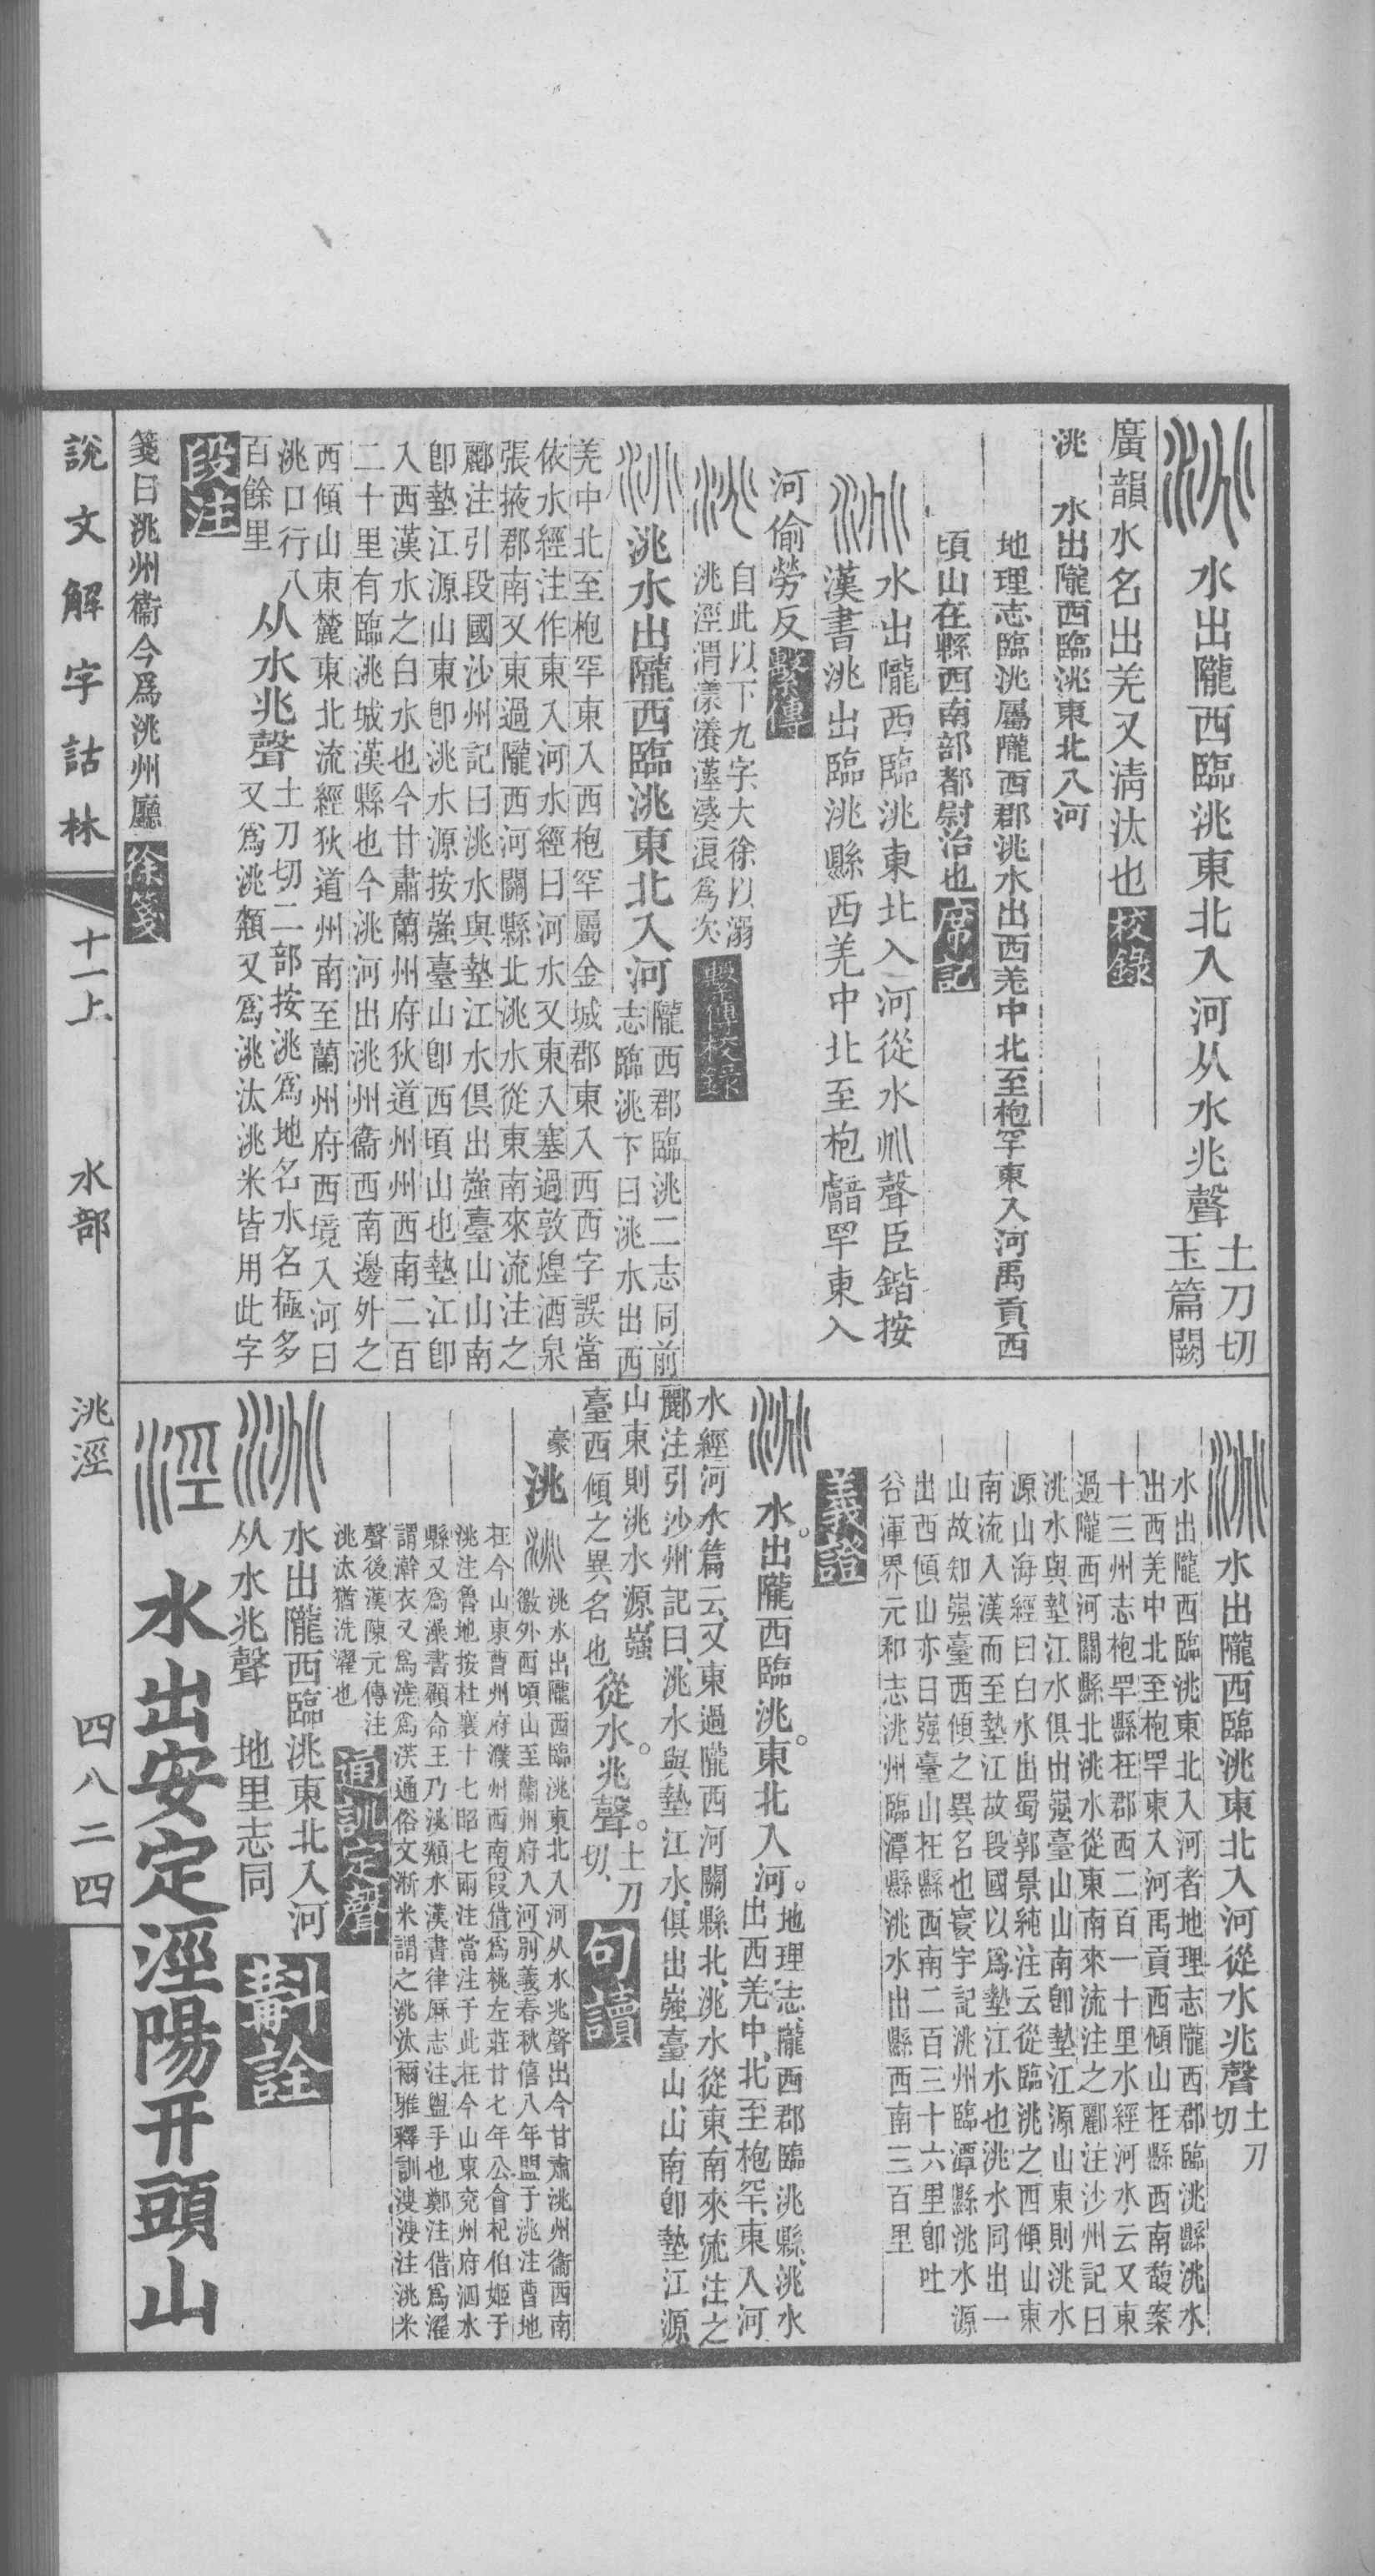 水出隴西臨洮東北入河从水兆聲
土刀切
玉篇闕
廣韻水名出羌又淸汰也校錄
洮　水出隴西臨洮東北入河
地理志臨洮屬隴西郡洮水出西羌中北至枹罕東入河禹貢西
頃山在縣西南部都尉治也席記
水出隴西臨洮東北入河從水𠧞聲臣鍇按
漢書洮出臨洮縣西羌中北至枹罕東入
河偷勞反繫傳
自此以下九字大徐以溺
洮涇渭漾瀁漢湊浪爲次繫傳校錄
洮水出隴西臨洮東北入河
隴西郡臨洮二志同前
志臨洮下曰洮水出西
羌中北至枹罕東入西枹罕屬金城郡東入西西字誤當
依水經注作東入河水經曰河水又東入塞過敦煌酒泉
張掖郡南又東過隴西河關縣北洮水從東南來流注之
酈注引段國沙州記曰洮水與墊江水俱出嵹臺山山南
卽墊江源山東卽洮水源按嵹臺山卽西頃山也墊江卽
入西漢水之白水也今甘肅蘭州府狄道州州西南二百
二十里有臨洮城漢縣也今洮河出洮州衞西南邊外之
西傾山東麓東北流經狄道州南至蘭州府西境入河曰
洮口行八
百餘里
从水兆聲
土刀切二部按洮爲地名水名極多
又爲洮頮又爲洮汰洮米皆用此字
段注
箋曰洮州衞今爲洮州廳徐箋
水出隴西臨洮東北入河從水兆聲
土刀
切
水出隴西臨洮東北入河者地理志隴西郡臨洮縣洮水
出西羌中北至枹罕東入河禹貢西傾山在縣西南馥案
十三州志枹罕縣在郡西二百一十里水經河水云又東
過隴西河關縣北洮水從東南來流注之酈注沙州記曰
洮水與墊江水俱出嵹臺山山南卽墊江源山東則洮水
源山海經曰白水出蜀郭景純注云從臨洮之西傾山東
南流入漢而至墊江故段國以爲墊江水也洮水同出一
山故知嵹臺西傾之異名也寰宇記洮州臨潭縣洮水源
出西傾山亦曰嵹臺山在縣西南二百三十六里卽吐
谷渾界元和志洮州臨潭縣洮水出縣西南三百里
義證
水。出隴西臨洮。東北入河。
地理志、隴西郡臨洮縣、洮水
出西羌中、北至枹罕、東入河
水經河水篇云、又東過隴西河關縣北、洮水從東南來流注之
酈注引沙州記曰、洮水與墊江水、俱出嵹臺山、山南卽墊江源、
山東則洮水源、嵹
臺西傾之異名也
從水。兆聲。
土刀
切、
句讀
豪
洮
洮水出隴西臨洮東北入河从水兆聲出今甘肅洮州衞西南
徼外西頃山至蘭州府入河別義春秋僖八年盟于洮注曹地
在今山東曹州府濮州西南叚借爲桃左莊廿七年公會杞伯姬于
洮注魯地按杜襄十七昭七兩注當注于此在今山東兗州府泗水
縣又爲澡書顧命王乃洮頮水漢書律厤志注盥手也鄭注借爲濯
謂澣衣又爲澆爲洪通俗文淅米謂之洮汰爾雅釋訓溲溲注洮米
聲後漢陳元傳注
洮汰猶洗濯也
通訓定聲
水出隴西臨洮東北入河
从水兆聲　地里志同
斠詮
水出安定涇陽幵頭山
說文解字詁林　十一上　水部　洮涇　四八二四